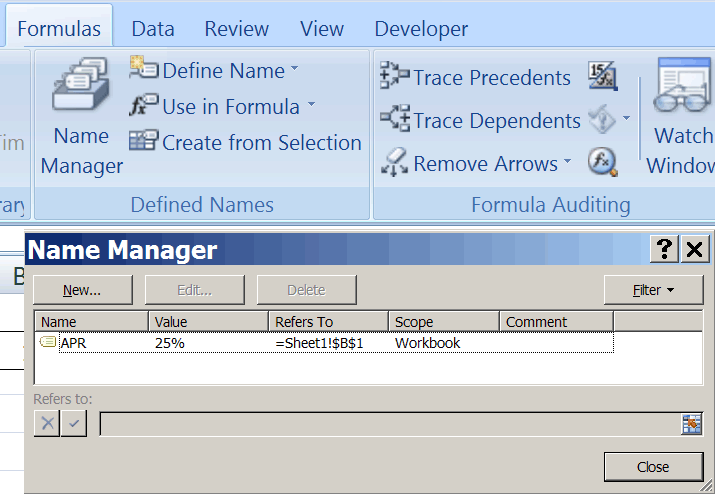 Formulas Data Review View Developer
Define Name
Use in Formula
Create from Selection
Name
Manager
Defined Names
Trace Precedents
Trace Dependents
Remove Arrows
Formula Auditing
Watch
Window
Name Manager
New... Edit... Delete Filter
Name Value Refers To Scope Comment
APR 25% =Sheet1!$B$1 Workbook
Refers to:
Close
B